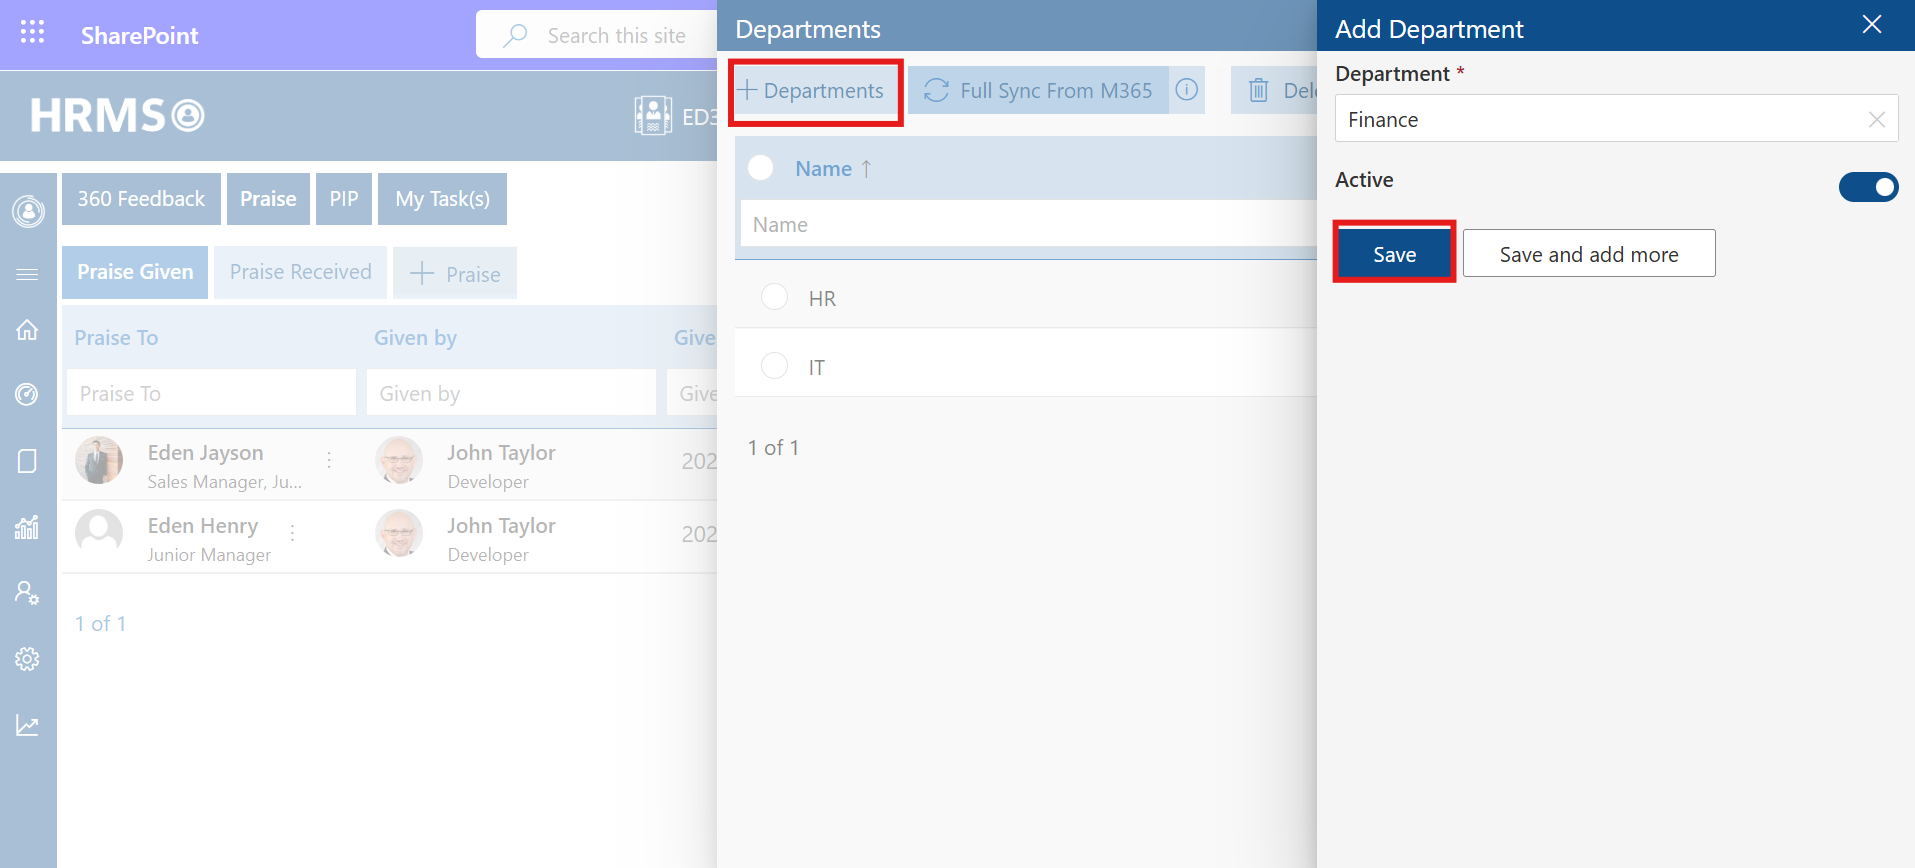 SharePoint
Search this site
HRMS
ED3
360 Feedback
Praise
PIP
My Task(s)
Praise Given
Praise Received
Praise
Praise To
Given by
Give
Praise To
Given by
Give
Eden Jayson
Sales Manager, Ju...
John Taylor
Developer
202
Eden Henry
Junior Manager
John Taylor
Developer
202
1 of 1
Departments
Departments
Full Sync From M365
Dele
Name ↑
Name
HR
IT
1 of 1
Add Department
Department *
Finance
Active
Save
Save and add more